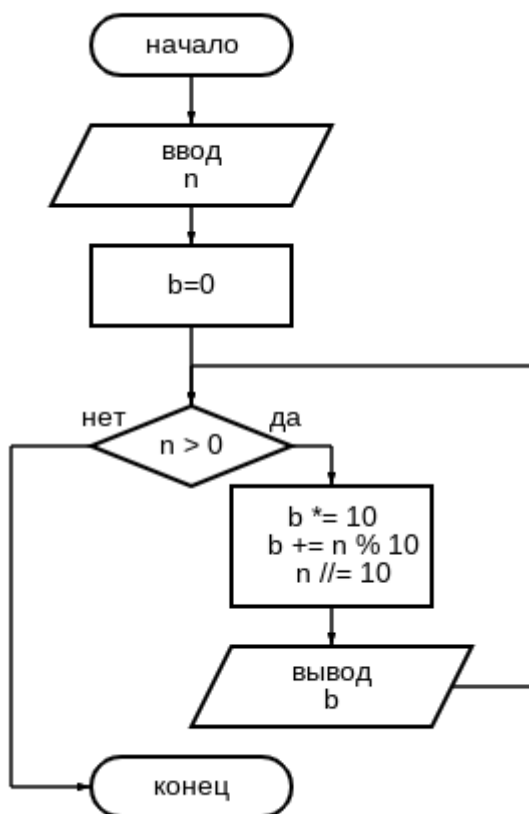 начало
ввод
n
b=0
нет
да
n > 0
b *= 10
b += n % 10
n //= 10
вывод
b
конец